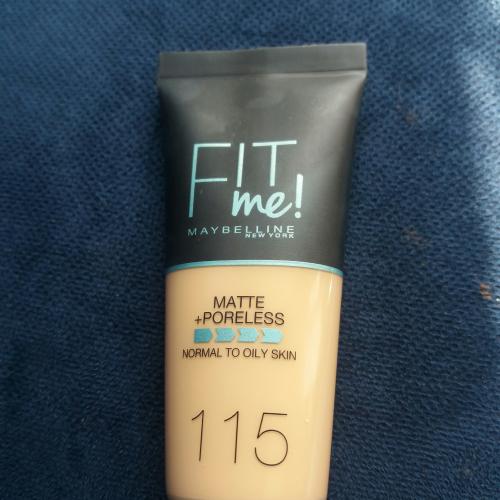 FIT
me!
MAYBELLINE
NEW YORK
MATTE
+PORELESS
NORMAL TO OILY SKIN
115